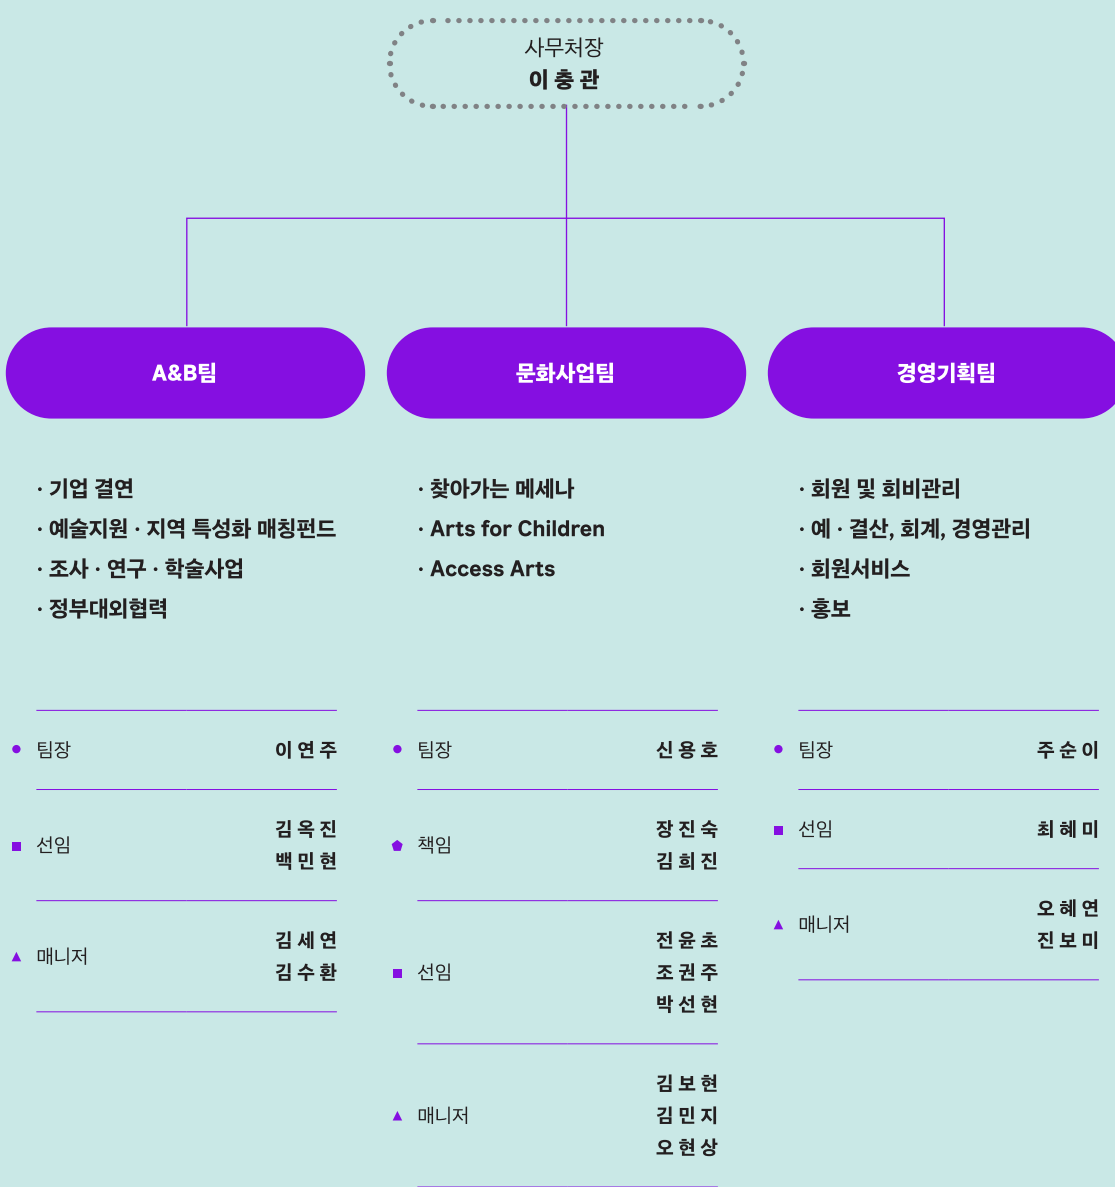 사무처장
이충관
A&B팀
· 기업 결연
· 예술지원 · 지역 특성화 매칭펀드
· 조사 · 연구 · 학술사업
· 정부대외협력
팀장 이연주
선임 김옥진
백민현
매니저 김세연
김수환
문화사업팀
· 찾아가는 메세나
· Arts for Children
· Access Arts
팀장 신용호
책임 장진숙
김희진
선임 전윤초
조권주
박선현
매니저 김보현
김민지
오현상
경영기획팀
· 회원 및 회비관리
· 예 · 결산, 회계, 경영관리
· 회원서비스
· 홍보
팀장 주순이
선임 최혜미
매니저 오혜연
진보미